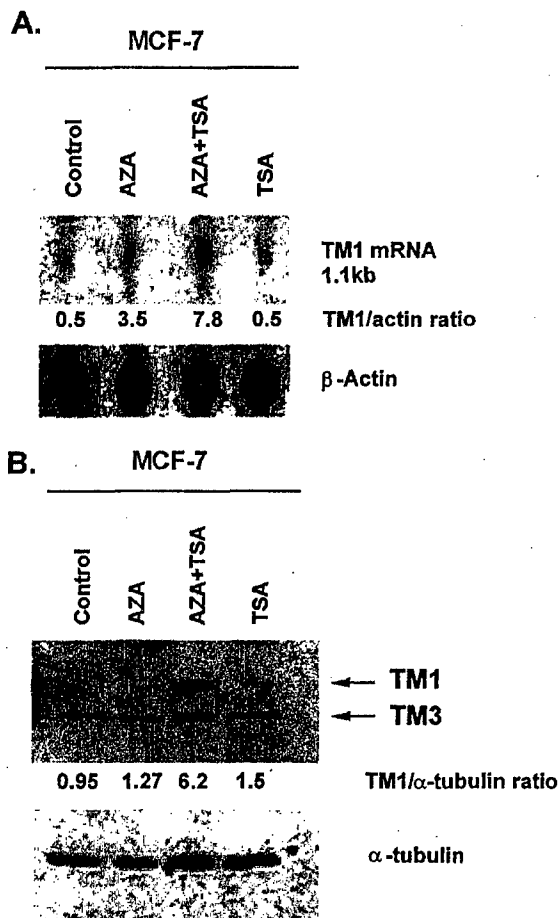 A.
MCF-7
Control AZA AZA+TSA TSA
TM1 mRNA
1.1kb
0.5 3.5 7.8 0.5 TM1/actin ratio
β-Actin
B.
MCF-7
Control AZA AZA+TSA TSA
TM1
TM3
0.95 1.27 6.2 1.5 TM1/α-tubulin ratio
α-tubulin